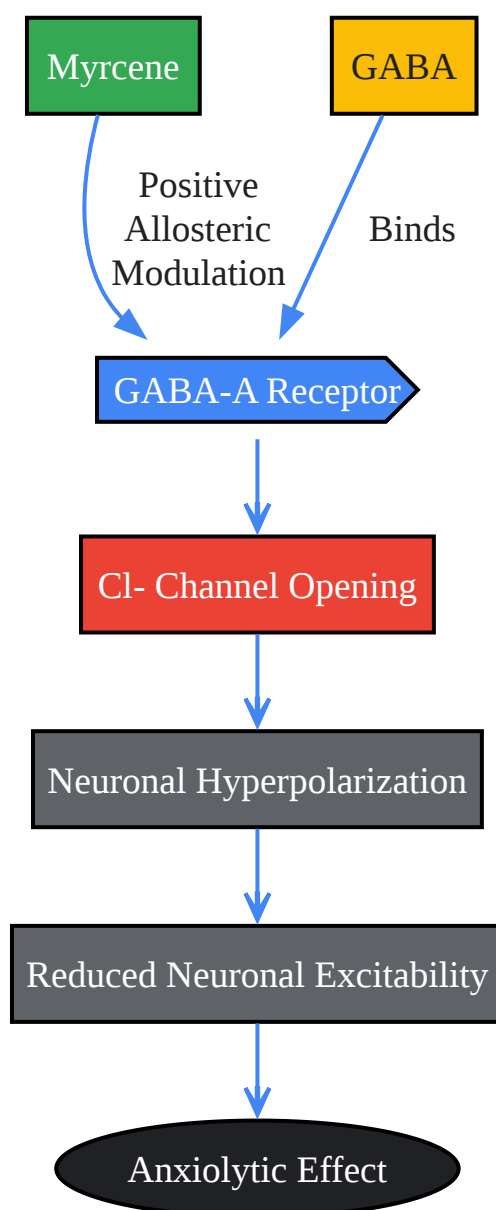 Myrcene
GABA
Positive
Allosteric
Modulation
Binds
GABA-A Receptor
Cl- Channel Opening
Neuronal Hyperpolarization
Reduced Neuronal Excitability
Anxiolytic Effect